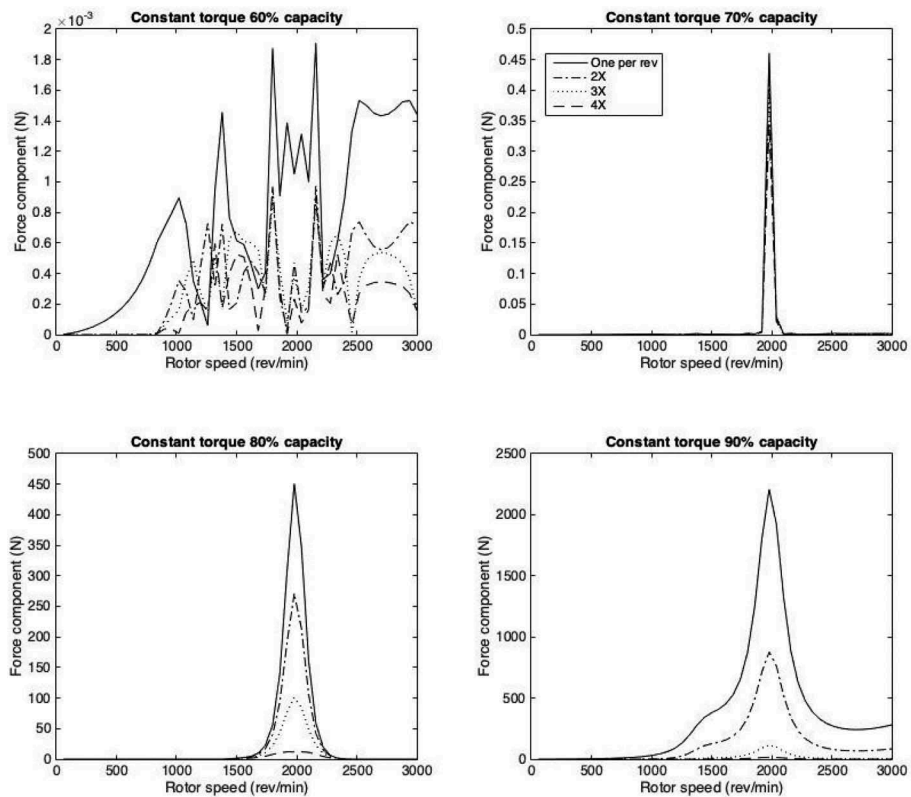 Constant torque 60% capacity
×10⁻³
2
1.8
1.6
1.4
1.2
1
0.8
0.6
0.4
0.2
0
Force component (N)
0 500 1000 1500 2000 2500 3000
Rotor speed (rev/min)
Constant torque 70% capacity
0.5
0.45
0.4
0.35
0.3
0.25
0.2
0.15
0.1
0.05
0
Force component (N)
One per rev
2X
3X
4X
0 500 1000 1500 2000 2500 3000
Rotor speed (rev/min)
Constant torque 80% capacity
500
450
400
350
300
250
200
150
100
50
0
Force component (N)
0 500 1000 1500 2000 2500 3000
Rotor speed (rev/min)
Constant torque 90% capacity
2500
2000
1500
1000
500
0
Force component (N)
0 500 1000 1500 2000 2500 3000
Rotor speed (rev/min)